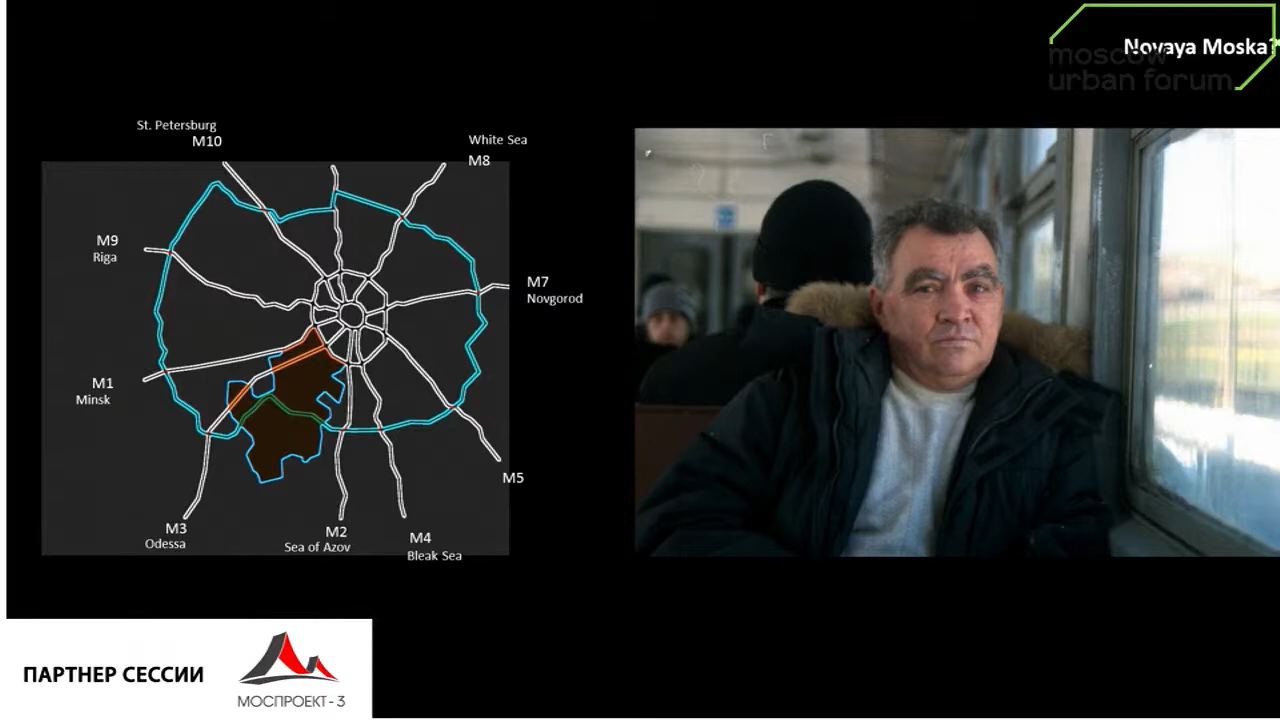 Novaya Moska?
moscow
urban forum
St. Petersburg
M10
White Sea
M8
M9
Riga
M7
Novgorod
M1
Minsk
M5
M3
Odessa
M2
Sea of Azov
M4
Bleak Sea
ПАРТНЕР СЕССИИ
МОСПРОЕКТ - 3